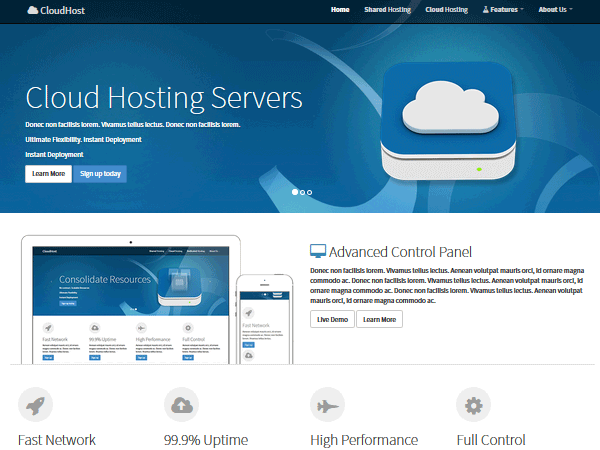 CloudHost
Home Shared Hosting Cloud Hosting Features About Us
Cloud Hosting Servers
Donec non facilisis lorem. Vivamus tellus lectus. Donec non facilisis lorem.
Ultimate Flexibility. Instant Deployment
Instant Deployment
Learn More Sign up today
CloudHost
Consolidate Resources
Fast Network 99.9% Uptime High Performance Full Control
Fast Network
Advanced Control Panel
Donec non facilisis lorem. Vivamus tellus lectus. Aenean volutpat mauris orci, id ornare magna
commodo ac. Donec non facilisis lorem. Vivamus tellus lectus. Aenean volutpat mauris orci, id
ornare magna commodo ac. Donec non facilisis lorem. Vivamus tellus lectus. Aenean volutpat
mauris orci, id ornare magna commodo ac.
Live Demo Learn More
Fast Network 99.9% Uptime High Performance Full Control